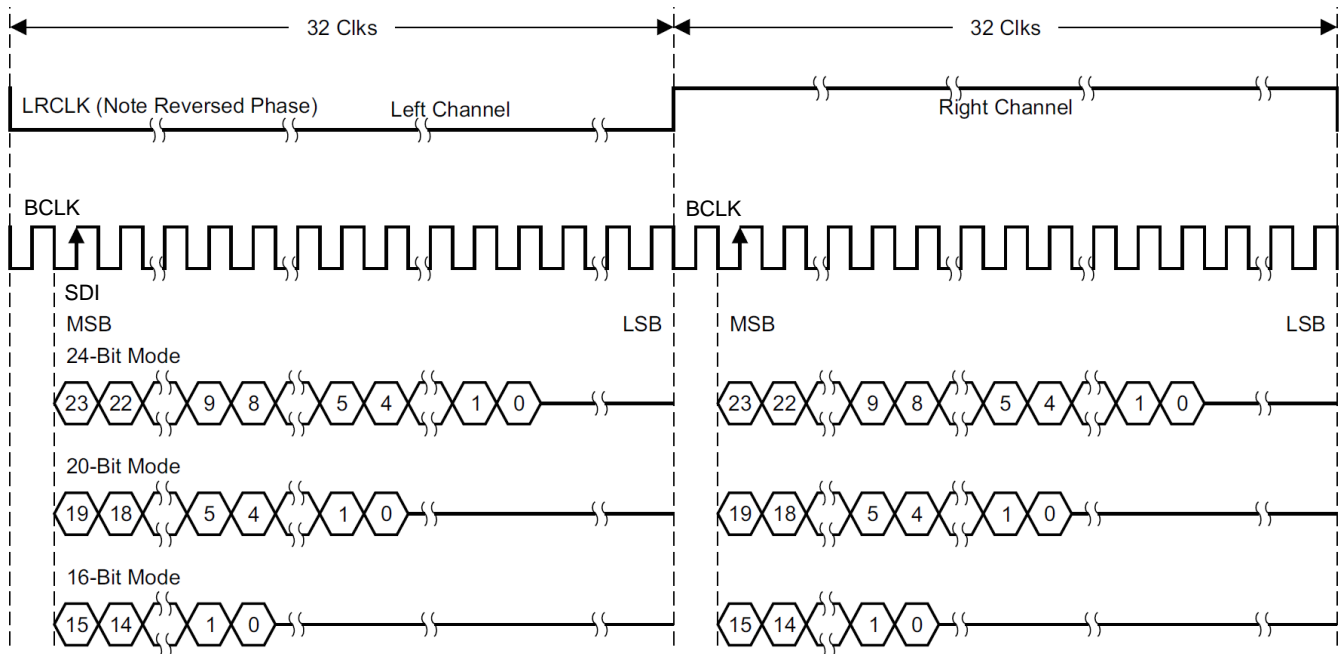 32 Clks 32 Clks
LRCLK (Note Reversed Phase) Left Channel Right Channel
BCLK BCLK
SDI
MSB LSB MSB LSB
24-Bit Mode
23 22 9 8 5 4 1 0 23 22 9 8 5 4 1 0
20-Bit Mode
19 18 5 4 1 0 19 18 5 4 1 0
16-Bit Mode
15 14 1 0 15 14 1 0